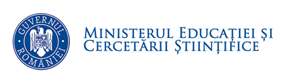 GUVERNUL
ROMÂNIEI
MINISTERUL EDUCAȚIEI ȘI
CERCETĂRII ȘTIINȚIFICE